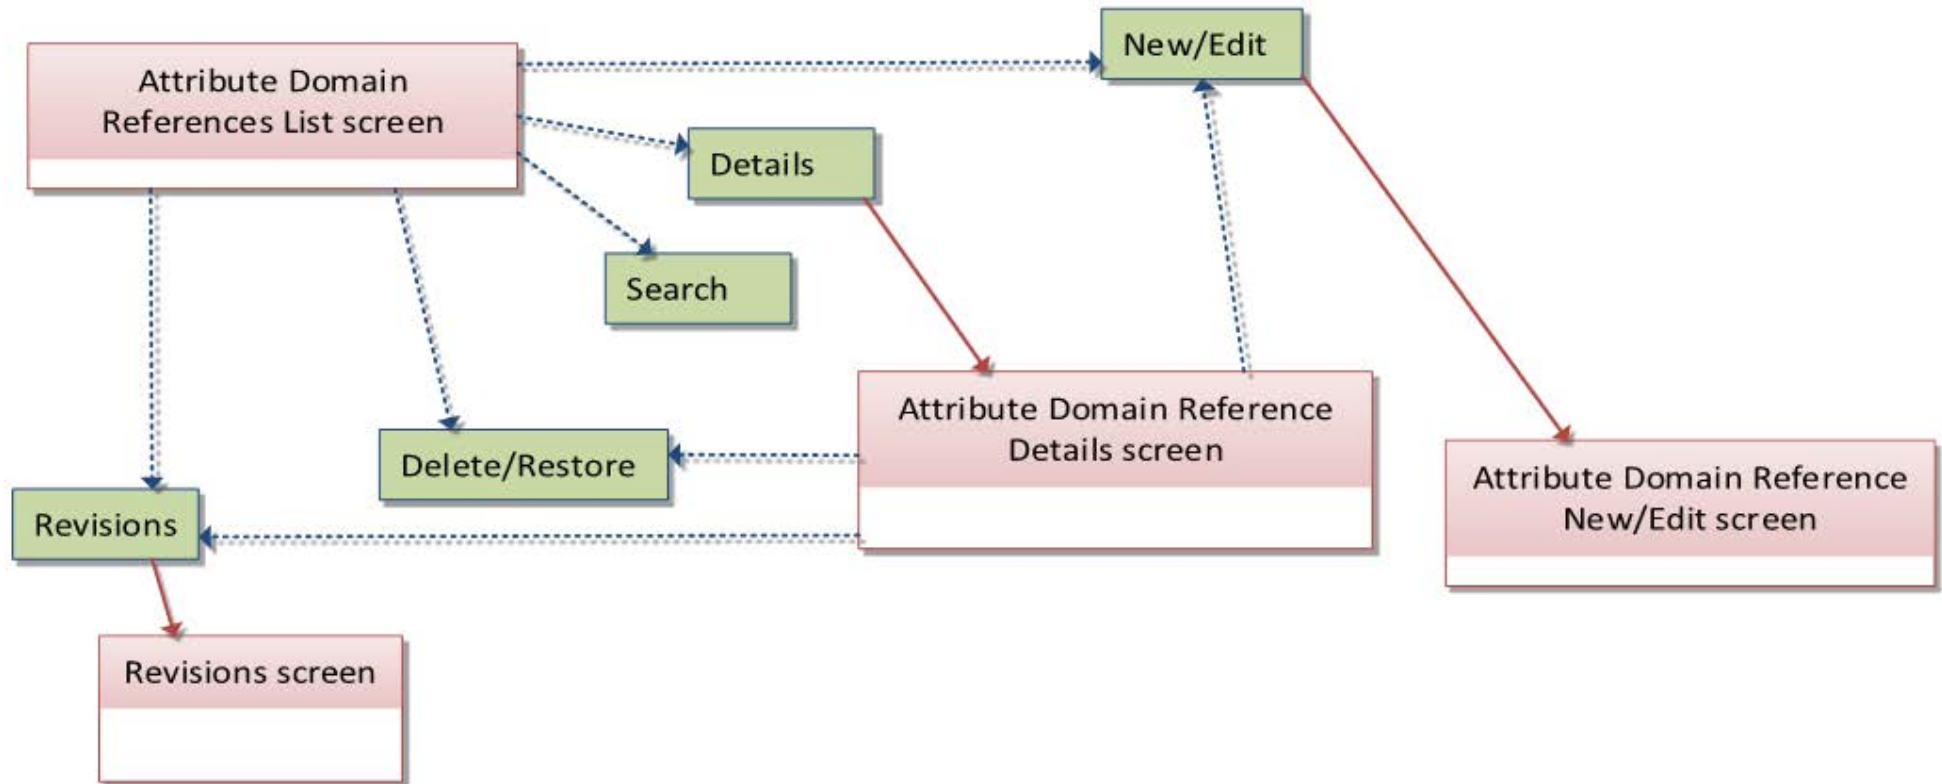 New/Edit
Attribute Domain
References List screen
Details
Search
Attribute Domain Reference
Details screen
Delete/Restore
Attribute Domain Reference
New/Edit screen
Revisions
Revisions screen